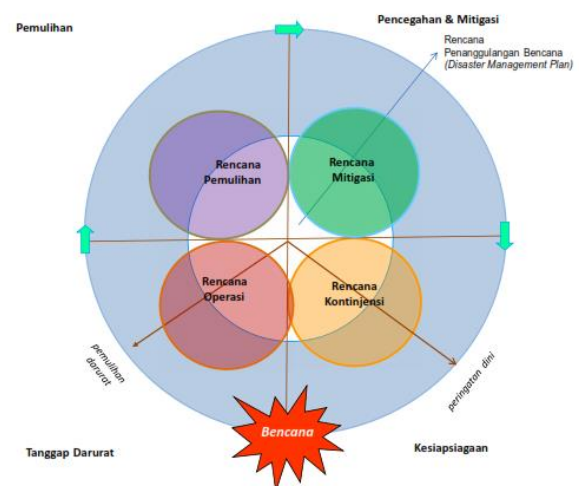 Pemulihan
Pencegahan & Mitigasi
Rencana
Penanggulangan Bencana
(Disaster Management Plan)
Rencana
Pemulihan
Rencana
Mitigasi
Rencana
Operasi
Rencana
Kontinjensi
pemulihan
darurat
peringatan dini
Bencana
Tanggap Darurat
Kesiapsiagaan